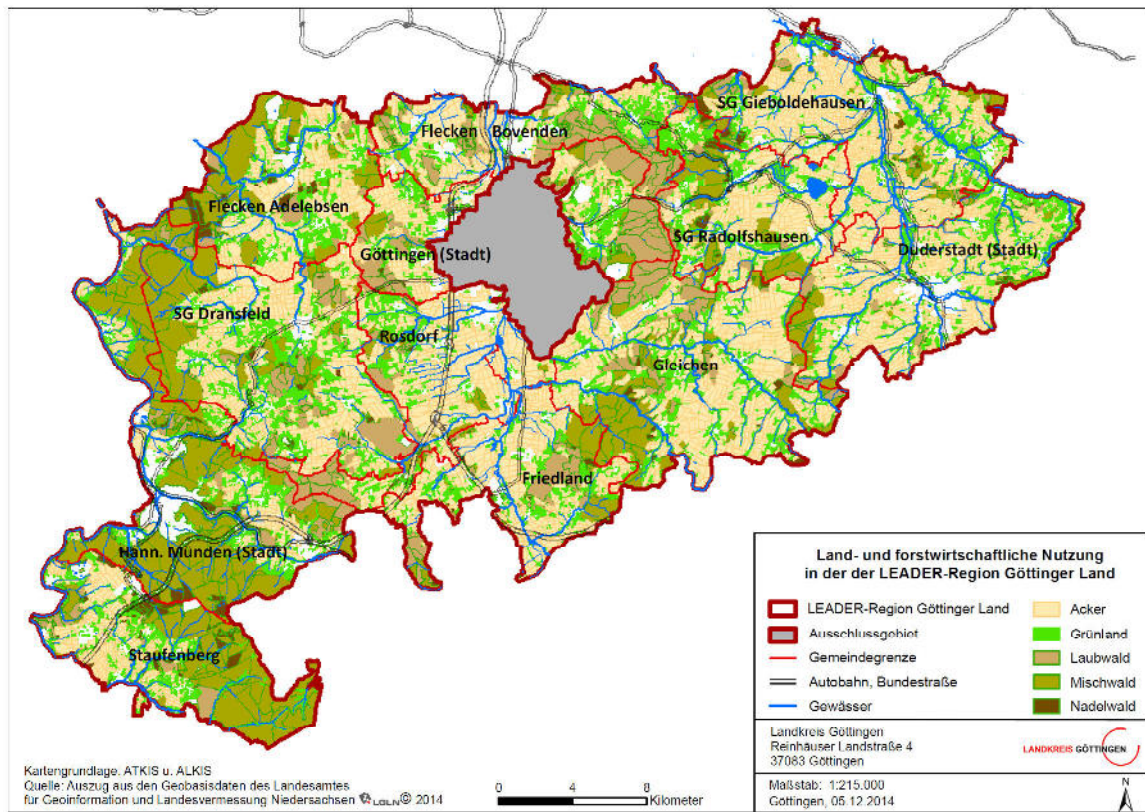 SG Gieboldehausen
Flecken Bovenden
Flecken Adelebsen
Göttingen (Stadt)
SG Radolfshausen
Duderstadt (Stadt)
SG Dransfeld
Rosdorf
Gleichen
Friedland
Hann. Münden (Stadt)
Staufenberg
Land- und forstwirtschaftliche Nutzung
in der der LEADER-Region Göttinger Land
LEADER-Region Göttinger Land
Ausschlussgebiet
Gemeindegrenze
Autobahn, Bundestraße
Gewässer
Acker
Grünland
Laubwald
Mischwald
Nadelwald
Landkreis Göttingen
Reinhäuser Landstraße 4
37083 Göttingen
LANDKREIS GÖTTINGEN
Maßstab: 1:215.000
Göttingen, 05.12.2014
N
Kartengrundlage: ATKIS u. ALKIS
Quelle: Auszug aus den Geobasisdaten des Landesamtes
für Geoinformation und Landesvermessung Niedersachsen LGLN © 2014
0 4 8
Kilometer